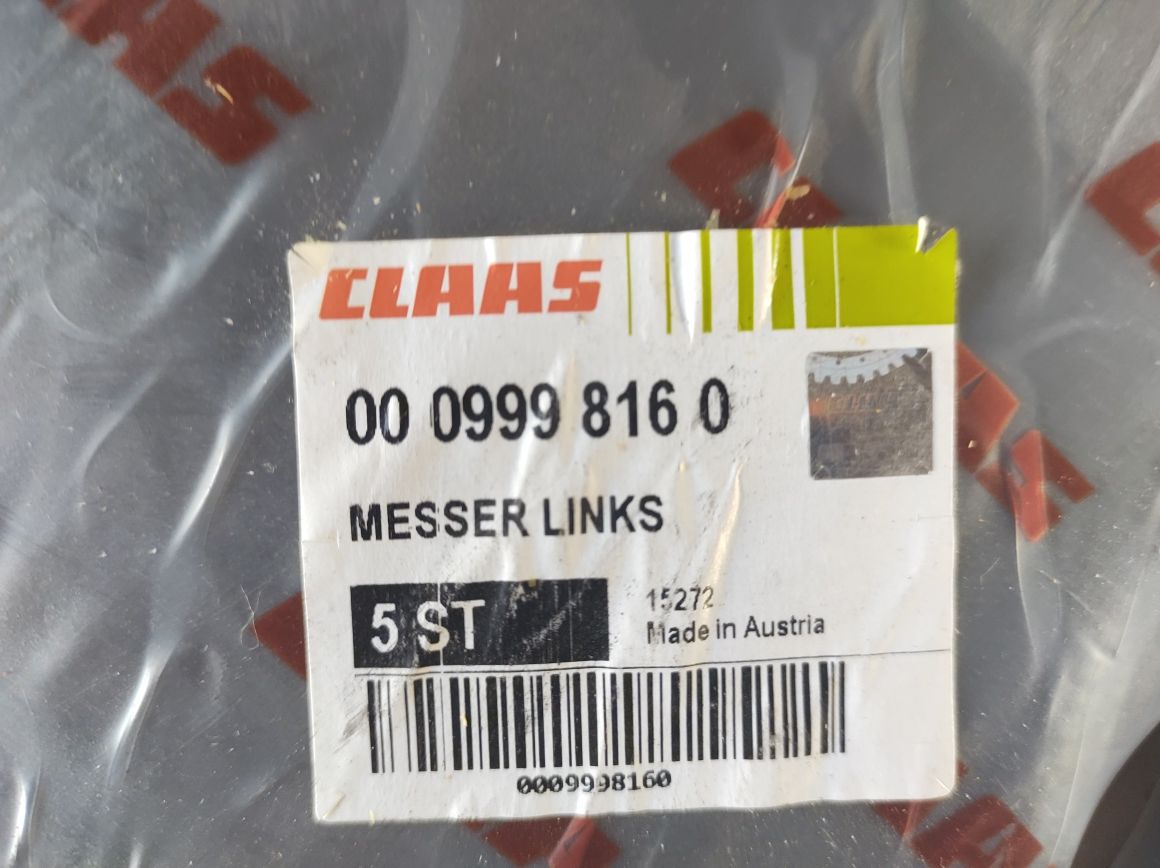 CLAAS
00 0999 816 0
MESSER LINKS
5 ST
15272
Made in Austria
0009998160